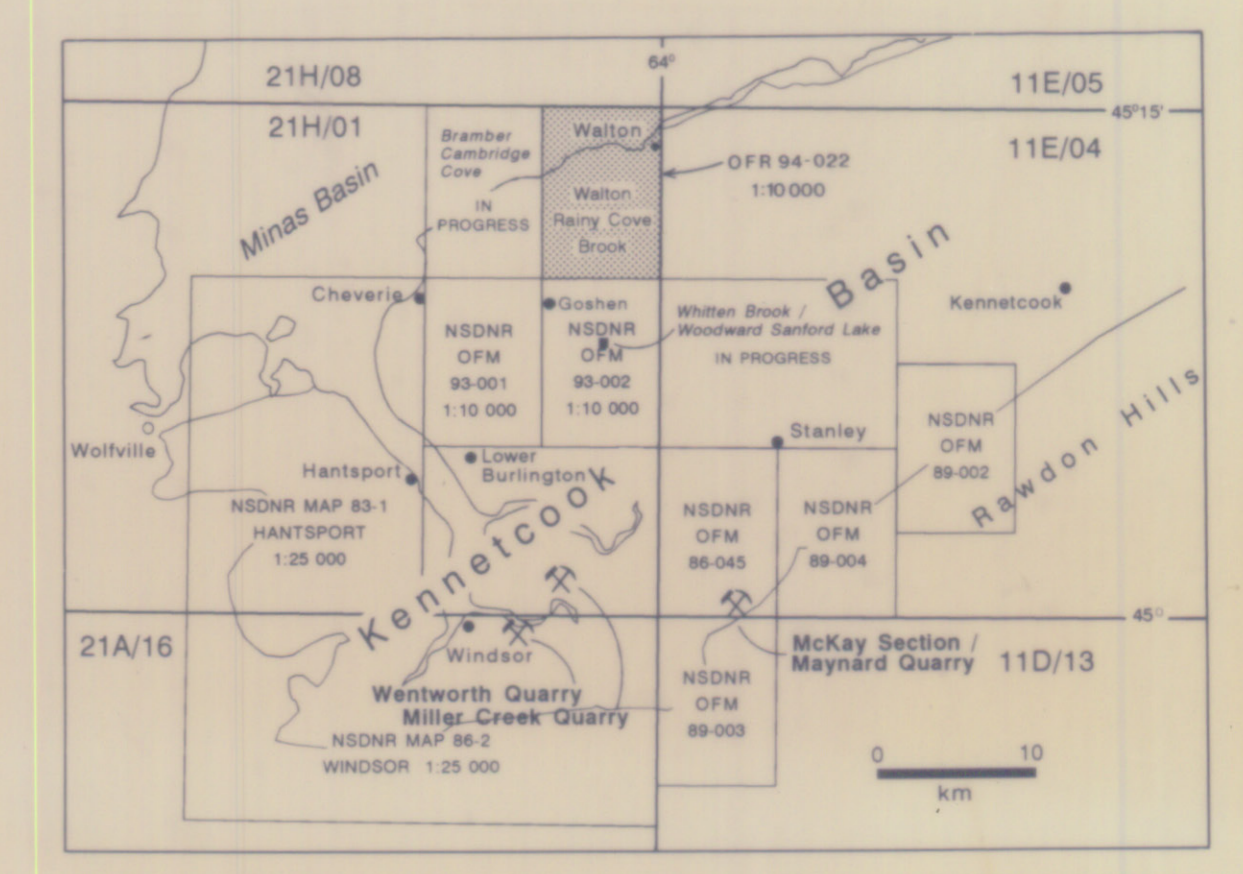 21H/08
64°
11E/05
45°15'
21H/01
Bramber
Cambridge
Cove
IN
PROGRESS
Walton
Walton
Rainy Cove
Brook
OFR 94-022
1:10 000
11E/04
Minas Basin
Basin
Cheverie
Goshen
Kennetcook
NSDNR
OFM
93-001
1:10 000
NSDNR
OFM
93-002
1:10 000
Whitten Brook /
Woodward Sanford Lake
IN PROGRESS
Wolfville
Stanley
NSDNR
OFM
89-002
Rawdon Hills
Hantsport
Lower
Burlington
NSDNR MAP 83-1
HANTSPORT
1:25 000
Kennetcook
NSDNR
OFM
86-045
NSDNR
OFM
89-004
45°
21A/16
Windsor
McKay Section /
Maynard Quarry
11D/13
Wentworth Quarry
Miller Creek Quarry
NSDNR
OFM
89-003
NSDNR MAP 86-2
WINDSOR 1:25 000
0 10
km